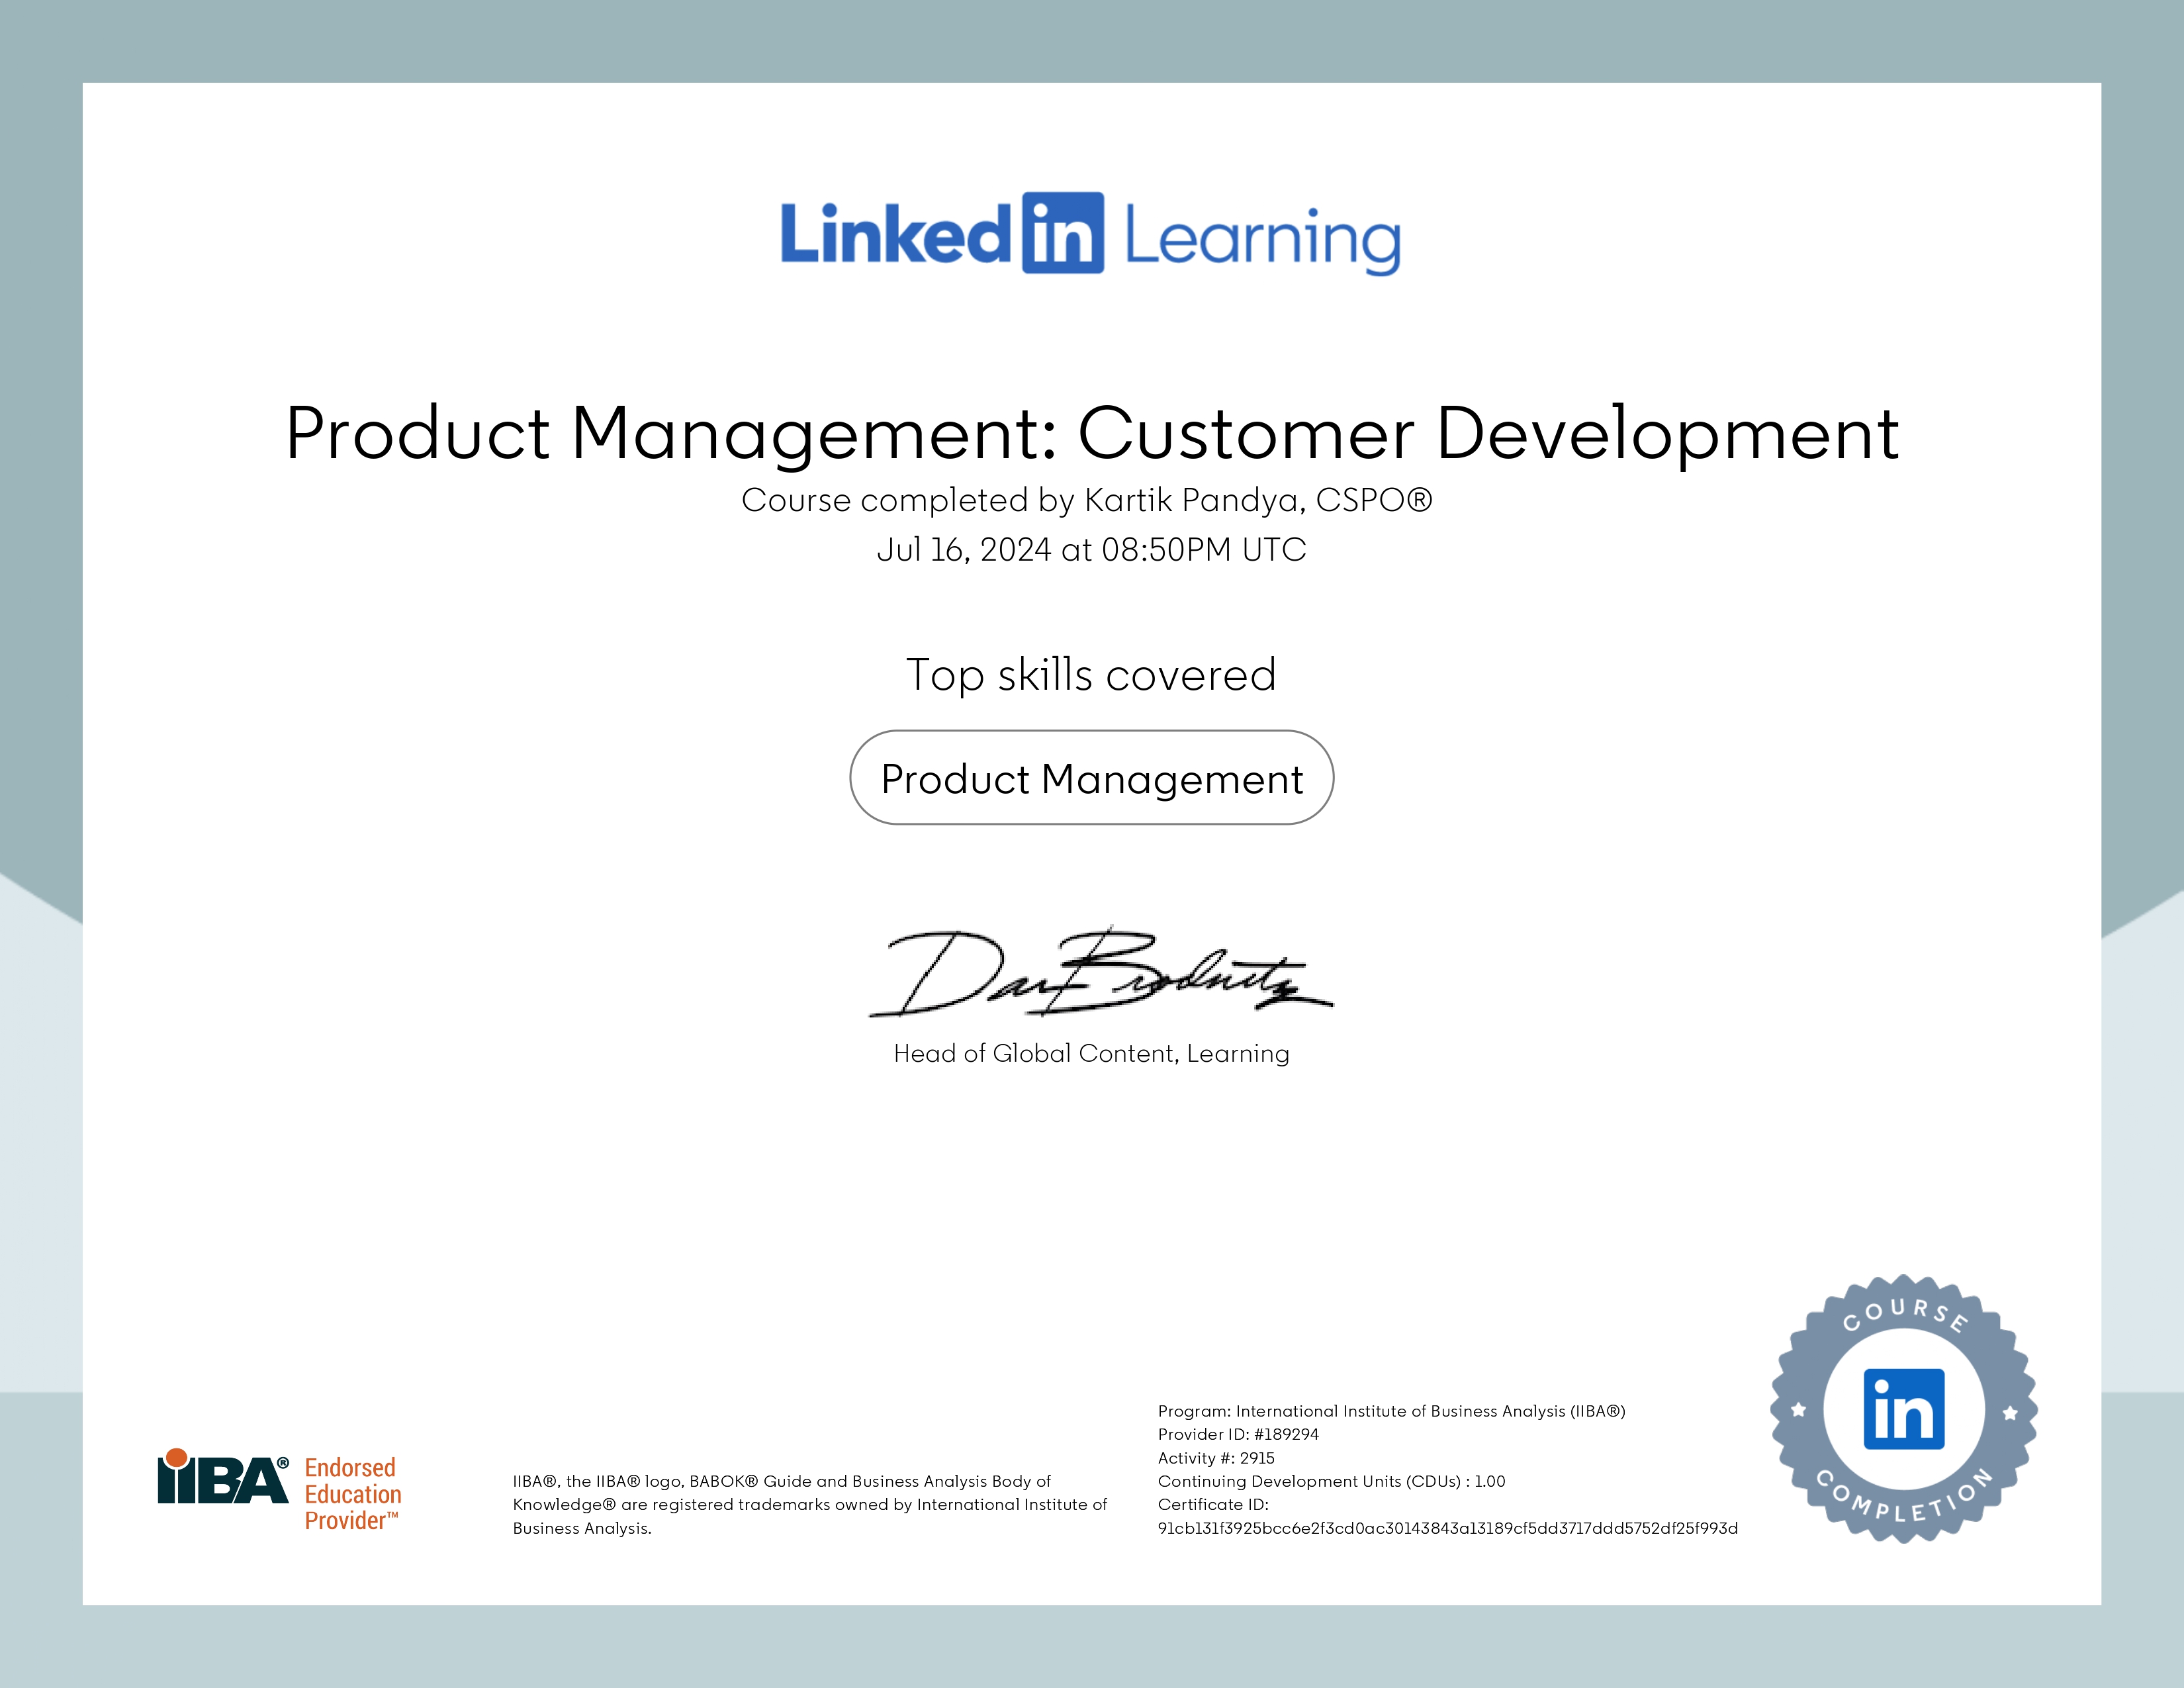 Linked in Learning
Product Management: Customer Development
Course completed by Kartik Pandya, CSPO®
Jul 16, 2024 at 08:50PM UTC
Top skills covered
Product Management
Head of Global Content, Learning
IIBA®
Endorsed
Education
Provider™
IIBA®, the IIBA® logo, BABOK® Guide and Business Analysis Body of
Knowledge® are registered trademarks owned by International Institute of
Business Analysis.
Program: International Institute of Business Analysis (IIBA®)
Provider ID: #189294
Activity #: 2915
Continuing Development Units (CDUs) : 1.00
Certificate ID:
91cb131f3925bcc6e2f3cd0ac30143843a13189cf5dd3717ddd5752df25f993d
COURSE
in
COMPLETION